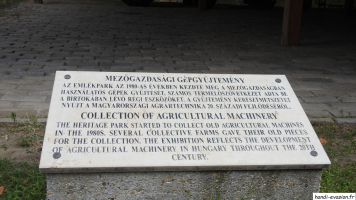 MEZŐGAZDASÁGI GÉPGYŰJTEMÉNY
AZ EMLÉKPARK AZ 1980-AS ÉVEKBEN KEZDTE MEG A MEZŐGAZDASÁGBAN
HASZNÁLATOS GÉPEK GYŰJTÉSÉT, SZÁMOS TERMELŐSZÖVETKEZET ADTA BE
A BIRTOKÁBAN LEVŐ RÉGI ESZKÖZÖKET. A GYŰJTEMÉNY KERESZTMETSZETET
NYÚJT A MAGYARORSZÁGI AGRÁRTECHNIKA 20. SZÁZADI FEJLŐDÉSÉRŐL.
COLLECTION OF AGRICULTURAL MACHINERY
THE HERITAGE PARK STARTED TO COLLECT OLD AGRICULTURAL MACHINES
IN THE 1980S. SEVERAL COLLECTIVE FARMS GAVE THEIR OLD PIECES
FOR THE COLLECTION. THE EXHIBITION REFLECTS THE DEVELOPMENT
OF AGRICULTURAL MACHINERY IN HUNGARY THROUGHOUT THE 20TH
CENTURY.
handi-evasion.fr